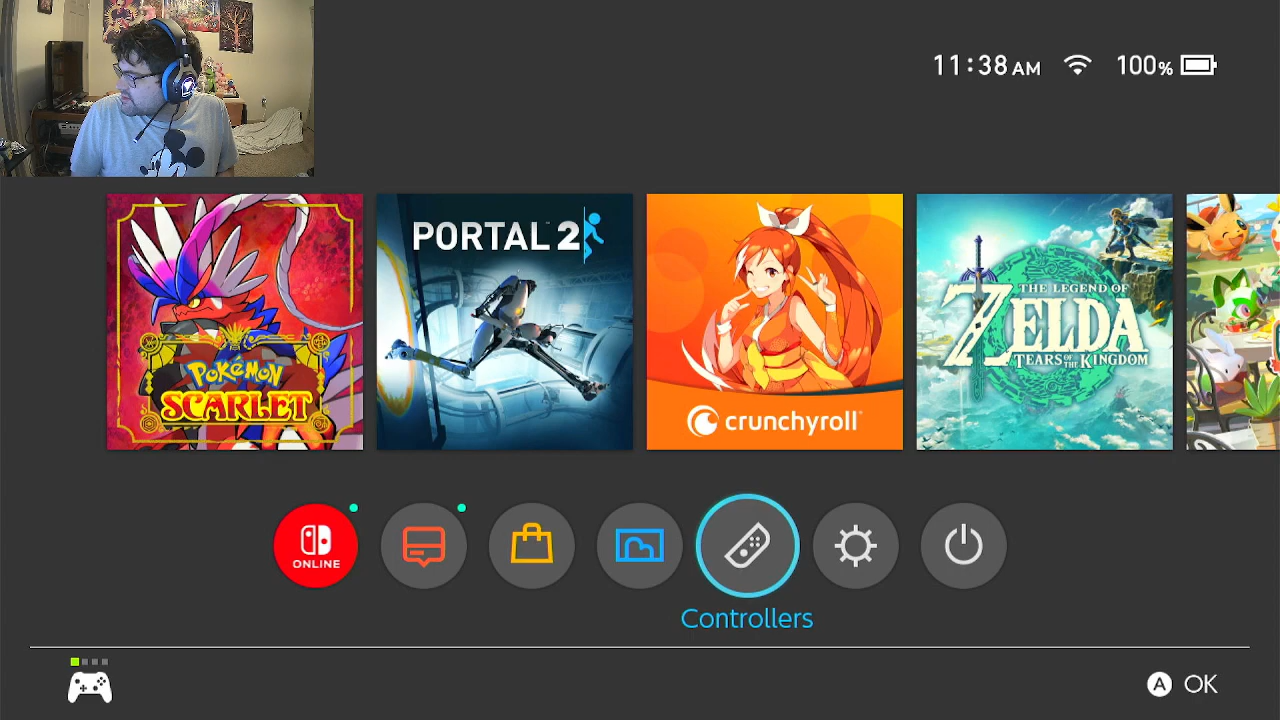 11:38 AM 100%
POKÉMON
SCARLET
PORTAL 2
crunchyroll
THE LEGEND OF
ZELDA
TEARS OF THE KINGDOM
ONLINE
Controllers
A OK